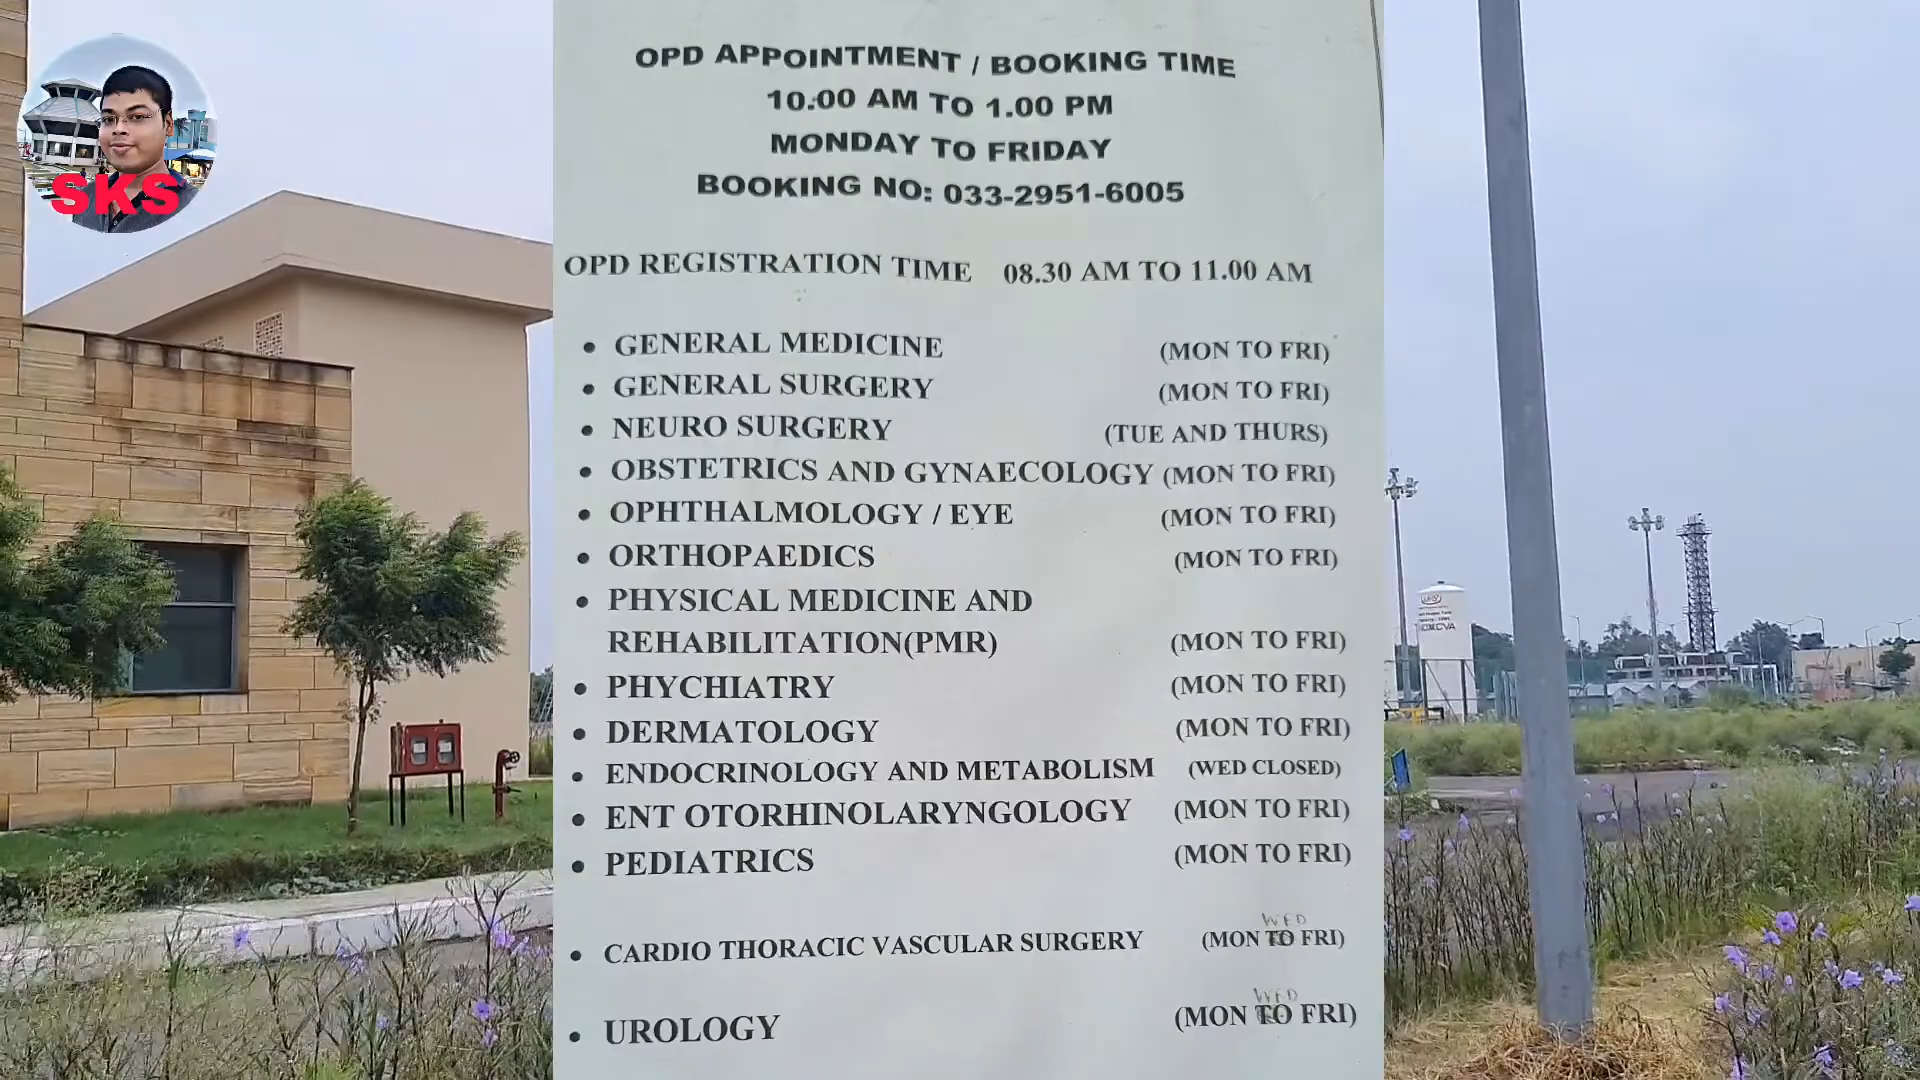 SKS
OPD APPOINTMENT / BOOKING TIME
10.00 AM TO 1.00 PM
MONDAY TO FRIDAY
BOOKING NO: 033-2951-6005
OPD REGISTRATION TIME 08.30 AM TO 11.00 AM
• GENERAL MEDICINE (MON TO FRI)
• GENERAL SURGERY (MON TO FRI)
• NEURO SURGERY (TUE AND THURS)
• OBSTETRICS AND GYNAECOLOGY (MON TO FRI)
• OPHTHALMOLOGY / EYE (MON TO FRI)
• ORTHOPAEDICS (MON TO FRI)
• PHYSICAL MEDICINE AND
REHABILITATION(PMR) (MON TO FRI)
• PHYCHIATRY (MON TO FRI)
• DERMATOLOGY (MON TO FRI)
• ENDOCRINOLOGY AND METABOLISM (WED CLOSED)
• ENT OTORHINOLARYNGOLOGY (MON TO FRI)
• PEDIATRICS (MON TO FRI)
WED
• CARDIO THORACIC VASCULAR SURGERY (MON TO FRI)
WED
• UROLOGY (MON TO FRI)